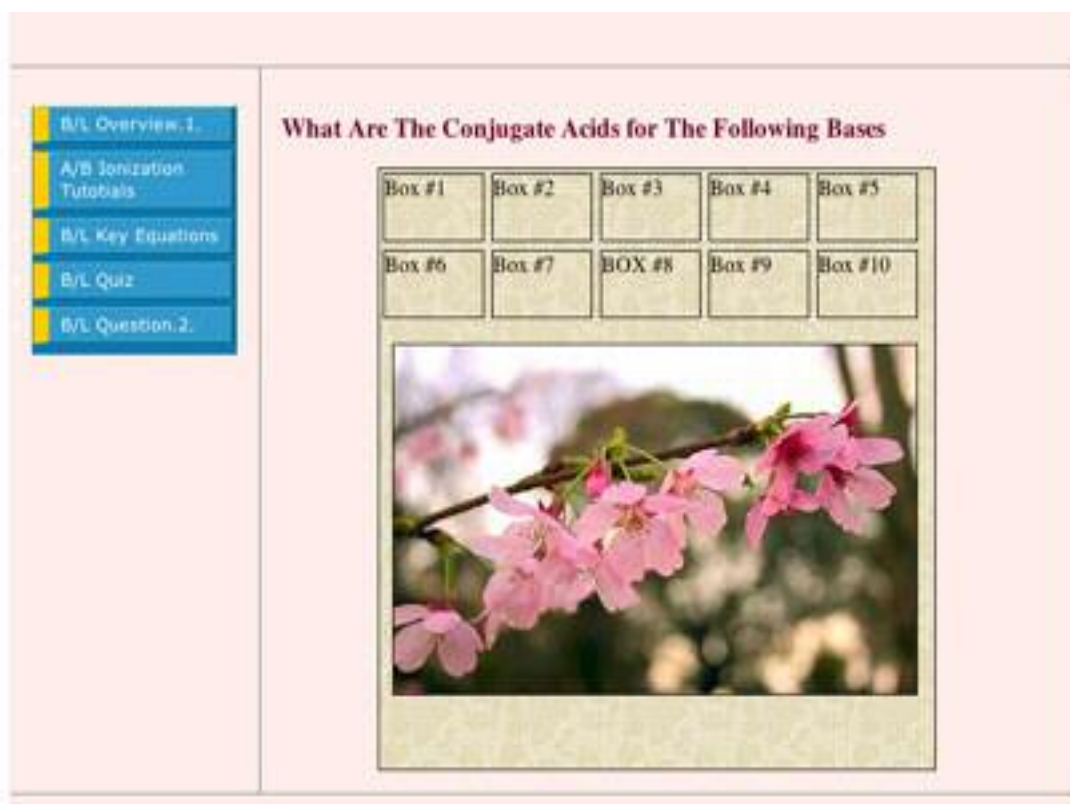 B/L Overview.1.
A/B Ionization
Tutotials
B/L Key Equations
B/L Quiz
B/L Question.2.
What Are The Conjugate Acids for The Following Bases
Box #1 Box #2 Box #3 Box #4 Box #5
Box #6 Box #7 BOX #8 Box #9 Box #10